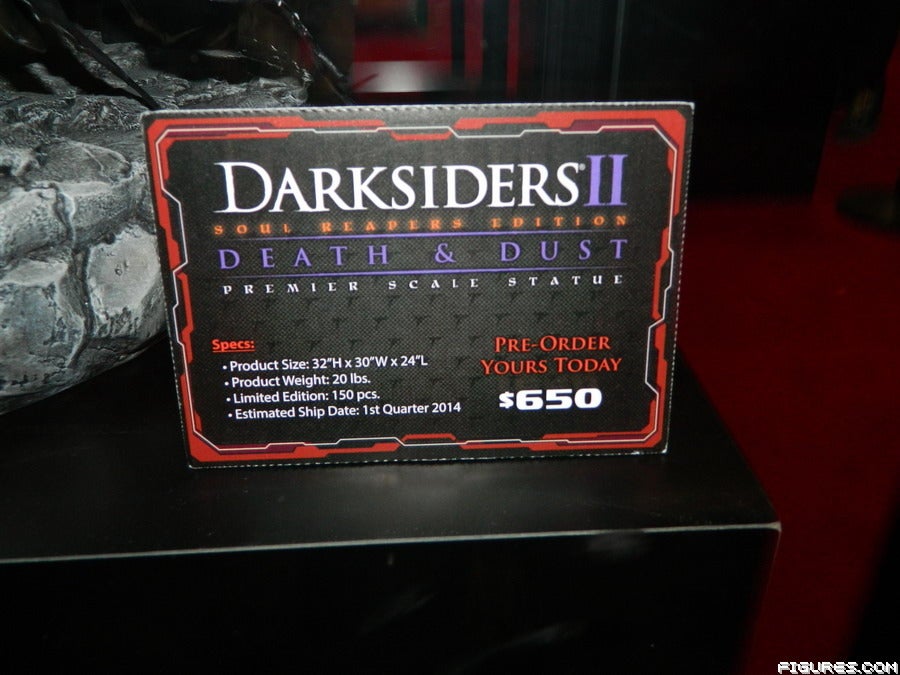 DARKSIDERS® II
SOUL REAPERS EDITION
DEATH & DUST
PREMIER SCALE STATUE
Specs:
• Product Size: 32"H x 30"W x 24"L
• Product Weight: 20 lbs.
• Limited Edition: 150 pcs.
• Estimated Ship Date: 1st Quarter 2014
PRE-ORDER
YOURS TODAY
$650
FIGURES.COM